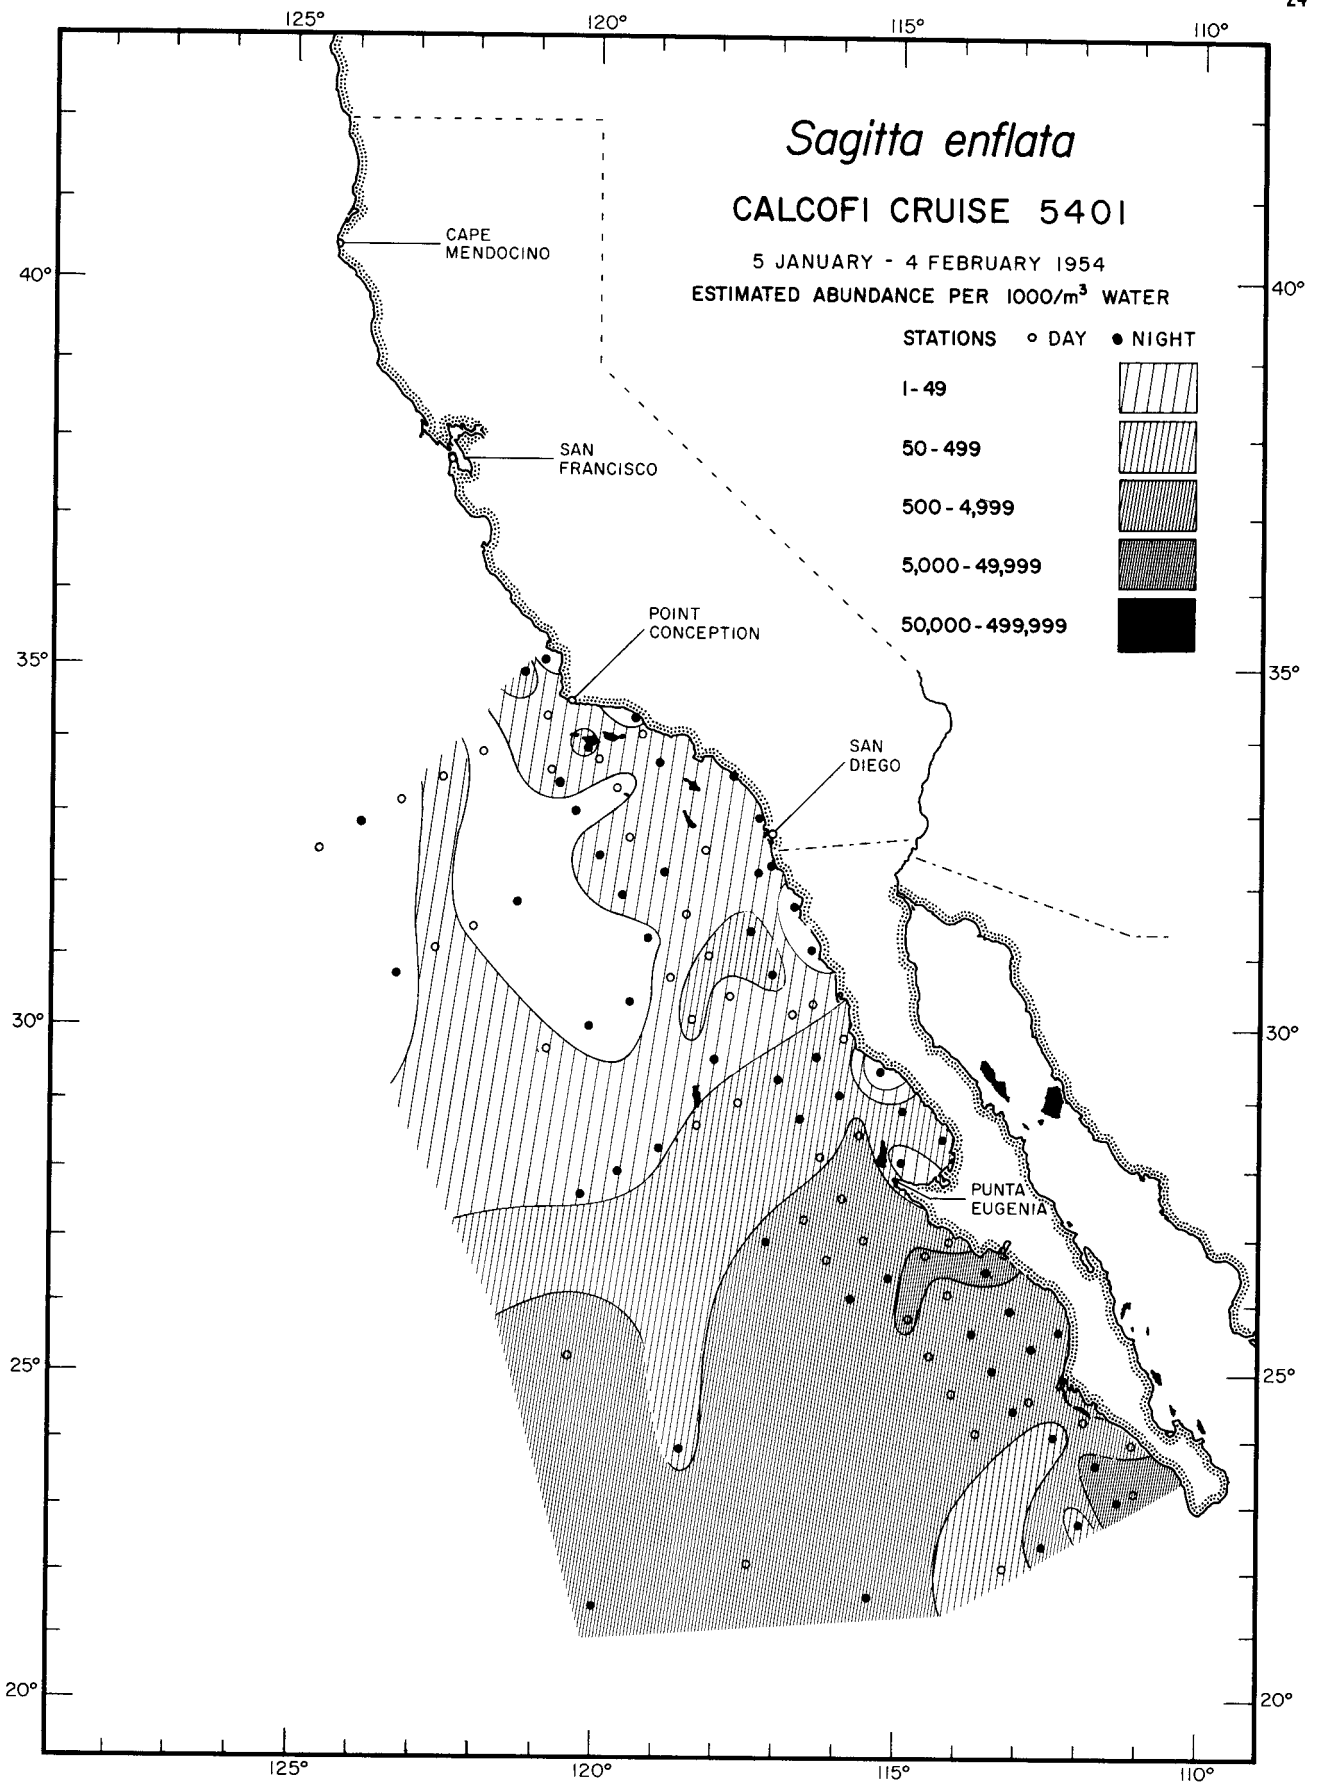 24
125° 120° 115° 110°
Sagitta enflata
CALCOFI CRUISE 5401
5 JANUARY - 4 FEBRUARY 1954
ESTIMATED ABUNDANCE PER 1000/m³ WATER
STATIONS ○ DAY ● NIGHT
1-49
50-499
500-4,999
5,000-49,999
50,000-499,999
CAPE
MENDOCINO
40° 40°
SAN
FRANCISCO
POINT
CONCEPTION
35° 35°
SAN
DIEGO
30° 30°
PUNTA
EUGENIA
25° 25°
20° 20°
125° 120° 115° 110°